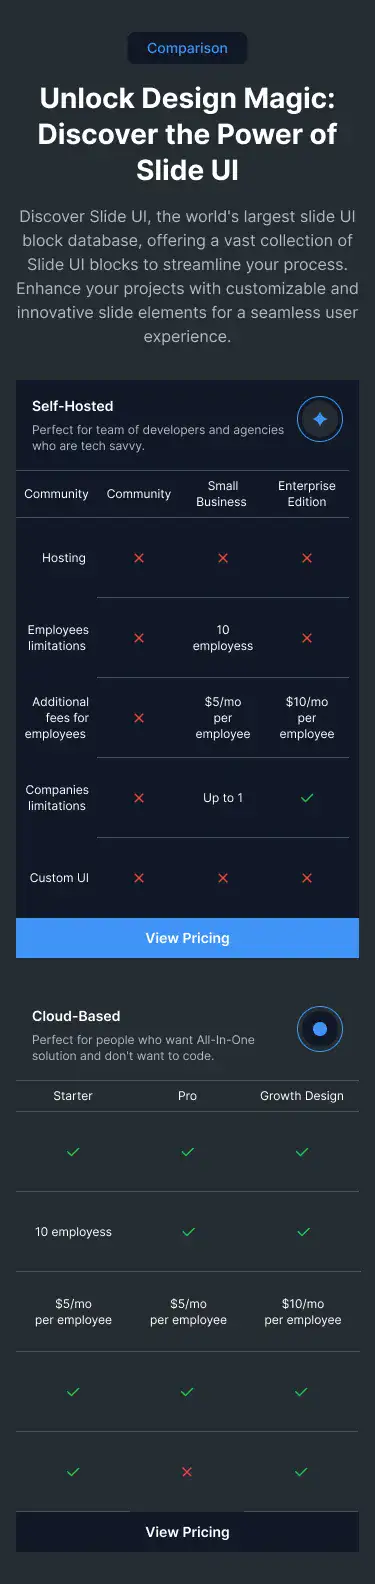 Comparison
Unlock Design Magic:
Discover the Power of
Slide UI
Discover Slide UI, the world's largest slide UI
block database, offering a vast collection of
Slide UI blocks to streamline your process.
Enhance your projects with customizable and
innovative slide elements for a seamless user
experience.
Self-Hosted
Perfect for team of developers and agencies
who are tech savvy.
Community Community Small Business Enterprise Edition
Hosting
Employees limitations 10 employess
Additional fees for employees $5/mo per employee $10/mo per employee
Companies limitations Up to 1
Custom UI
View Pricing
Cloud-Based
Perfect for people who want All-In-One
solution and don't want to code.
Starter Pro Growth Design
10 employess
$5/mo per employee $5/mo per employee $10/mo per employee
View Pricing